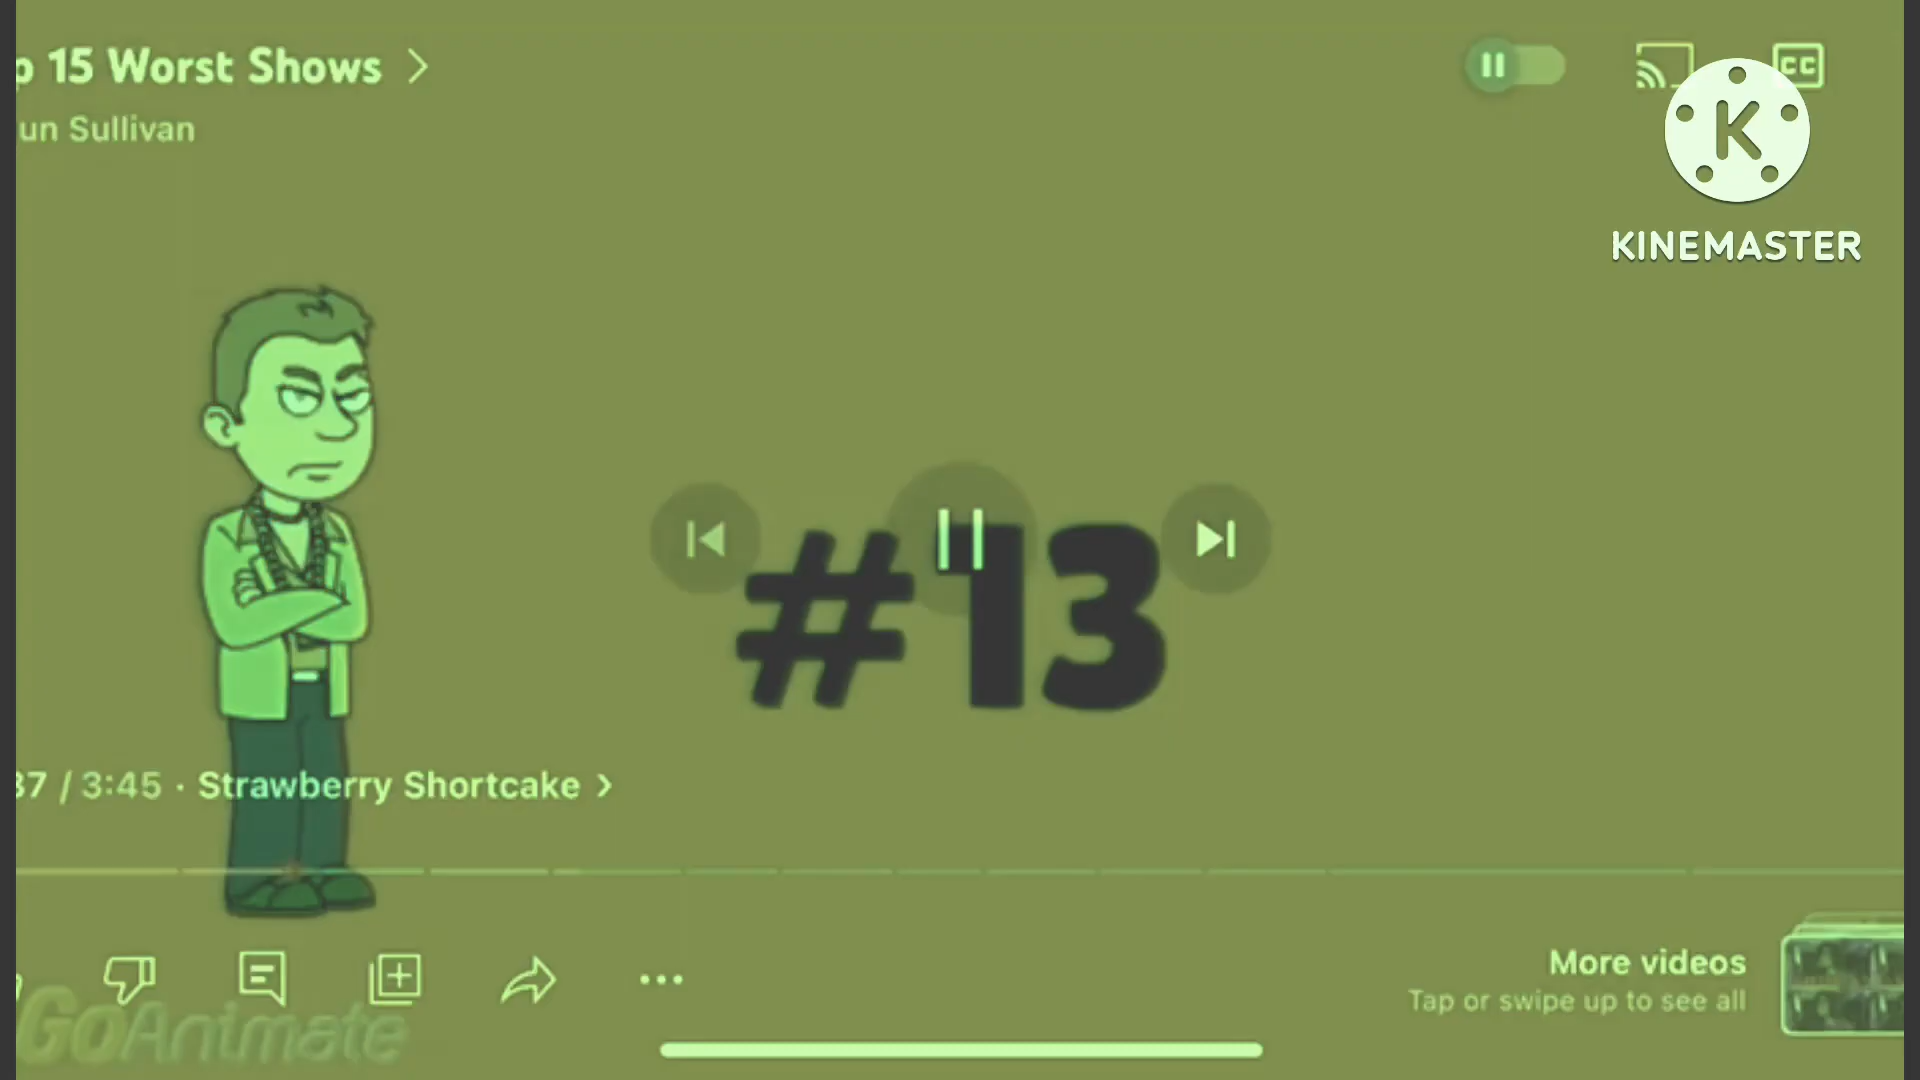 p 15 Worst Shows
un Sullivan
CC
K
KINEMASTER
#13
37 / 3:45 · Strawberry Shortcake
More videos
Tap or swipe up to see all
GoAnimate